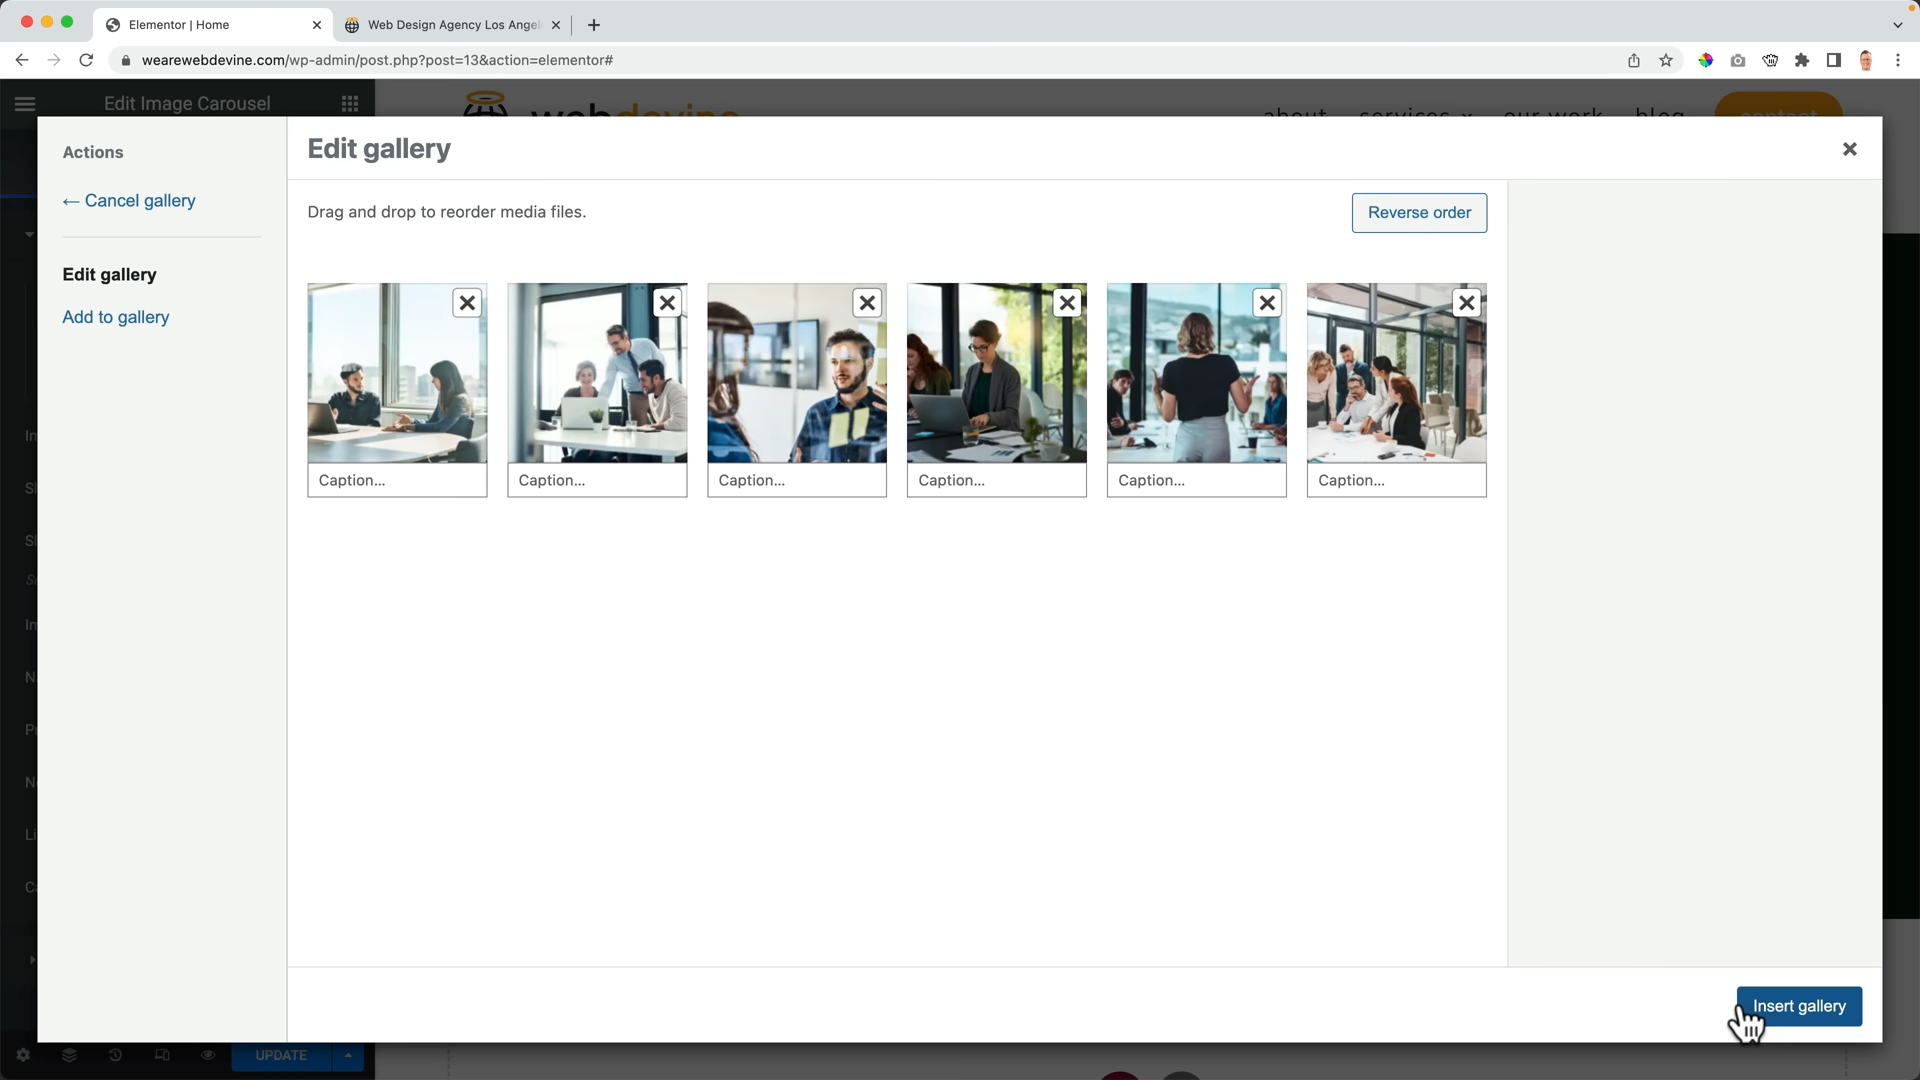 Elementor | Home
Web Design Agency Los Angel
wearewebdevine.com/wp-admin/post.php?post=13&action=elementor#
Edit Image Carousel
webdevine
about services our work blog contact
Actions
← Cancel gallery
Edit gallery
Add to gallery
Edit gallery
Drag and drop to reorder media files.
Reverse order
Caption... Caption... Caption... Caption... Caption... Caption...
Insert gallery
UPDATE